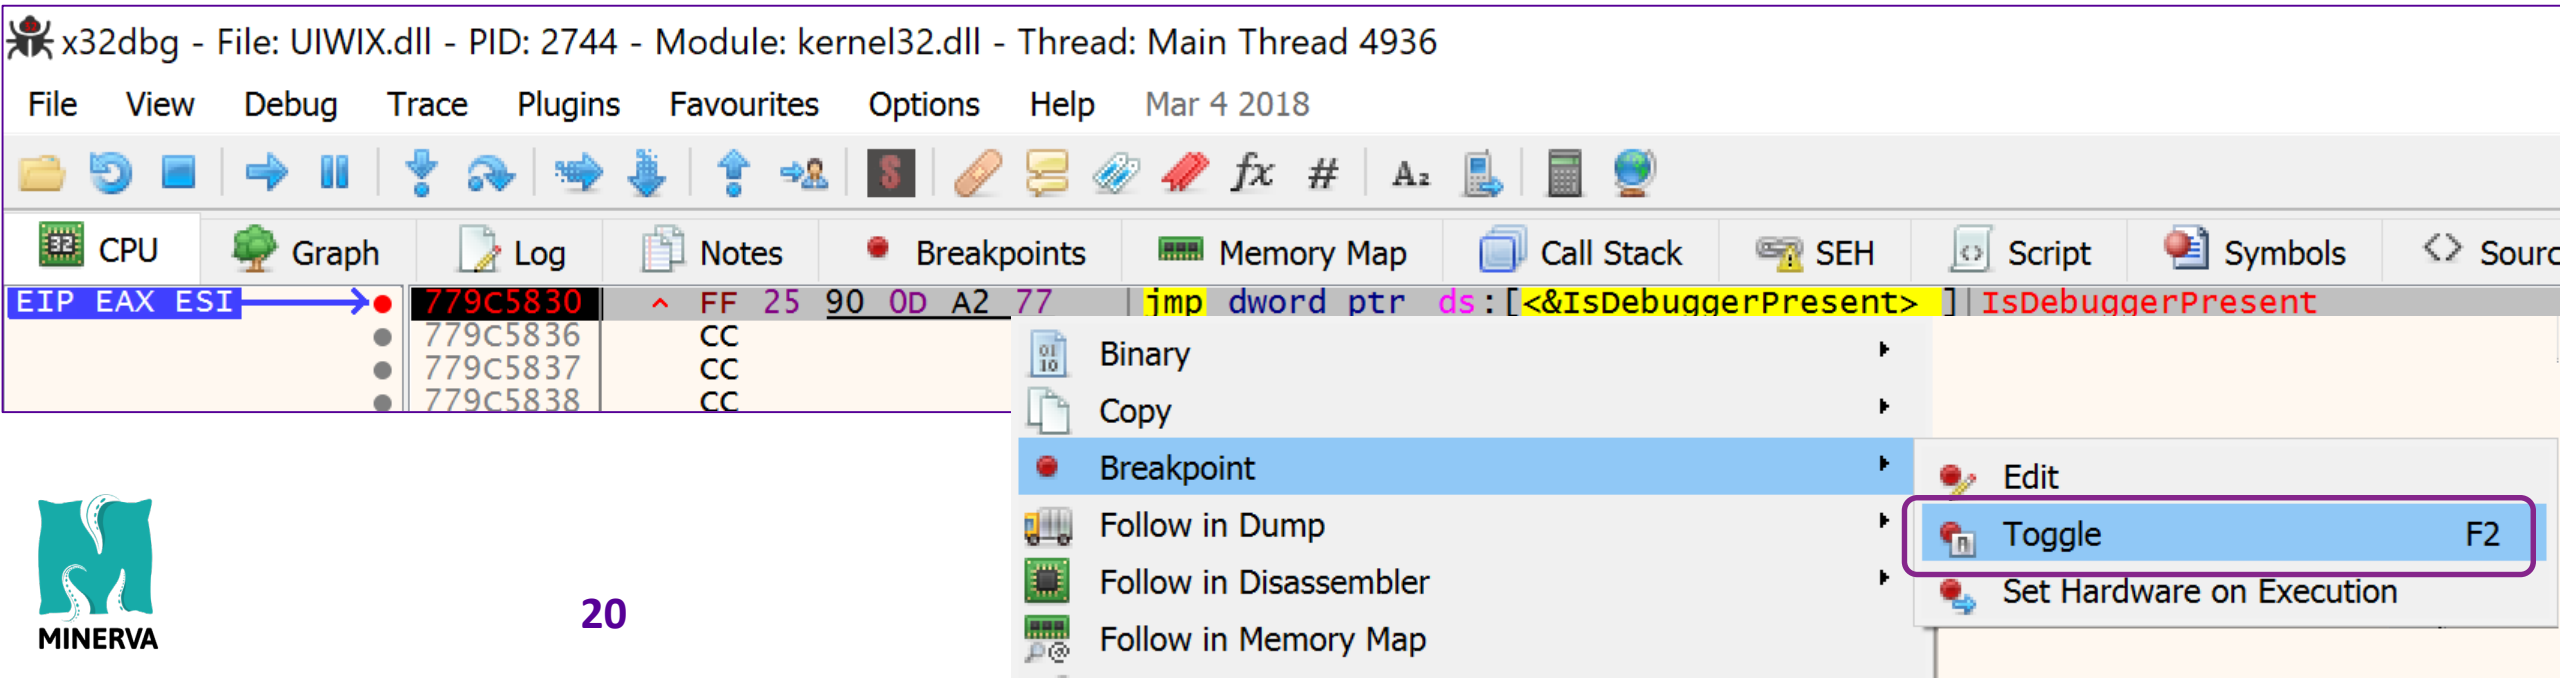 x32dbg - File: UIWIX.dll - PID: 2744 - Module: kernel32.dll - Thread: Main Thread 4936
File View Debug Trace Plugins Favourites Options Help Mar 4 2018
CPU Graph Log Notes Breakpoints Memory Map Call Stack SEH Script Symbols Sourc
EIP EAX ESI 779C5830 ^ FF 25 90 0D A2 77 jmp dword ptr ds:[<&IsDebuggerPresent>] IsDebuggerPresent
779C5836 CC
779C5837 CC
779C5838 CC
Binary
Copy
Breakpoint
Follow in Dump
Follow in Disassembler
Follow in Memory Map
Edit
Toggle F2
Set Hardware on Execution
MINERVA
20